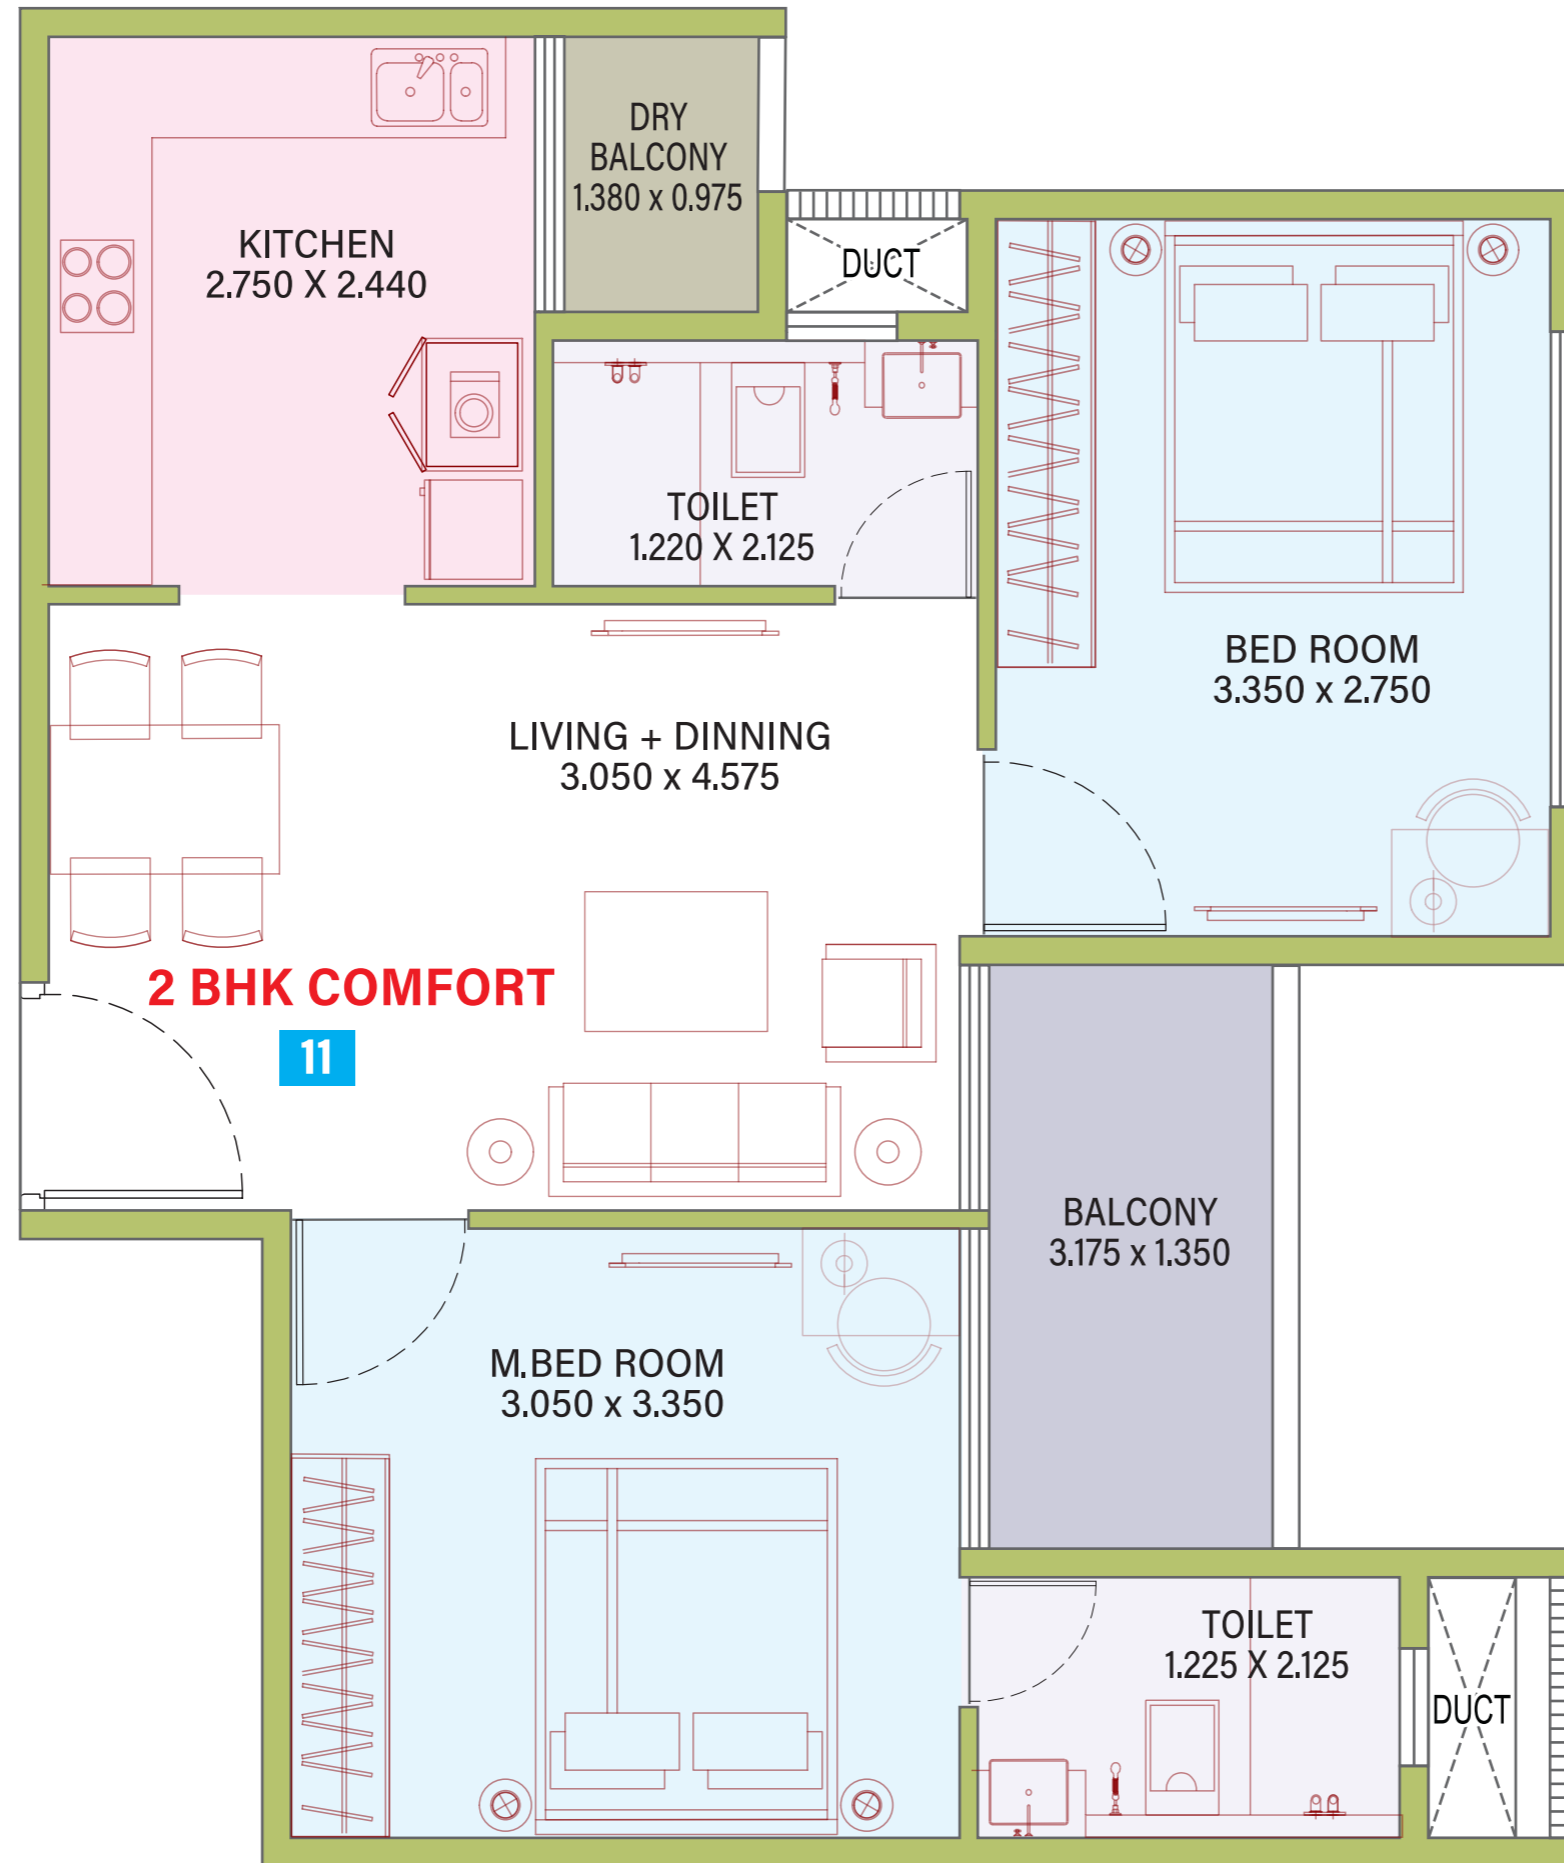 DRY
BALCONY
1.380 x 0.975
KITCHEN
2.750 X 2.440
DUCT
TOILET
1.220 X 2.125
BED ROOM
3.350 x 2.750
LIVING + DINNING
3.050 x 4.575
2 BHK COMFORT
11
BALCONY
3.175 x 1.350
M.BED ROOM
3.050 x 3.350
TOILET
1.225 X 2.125
DUCT